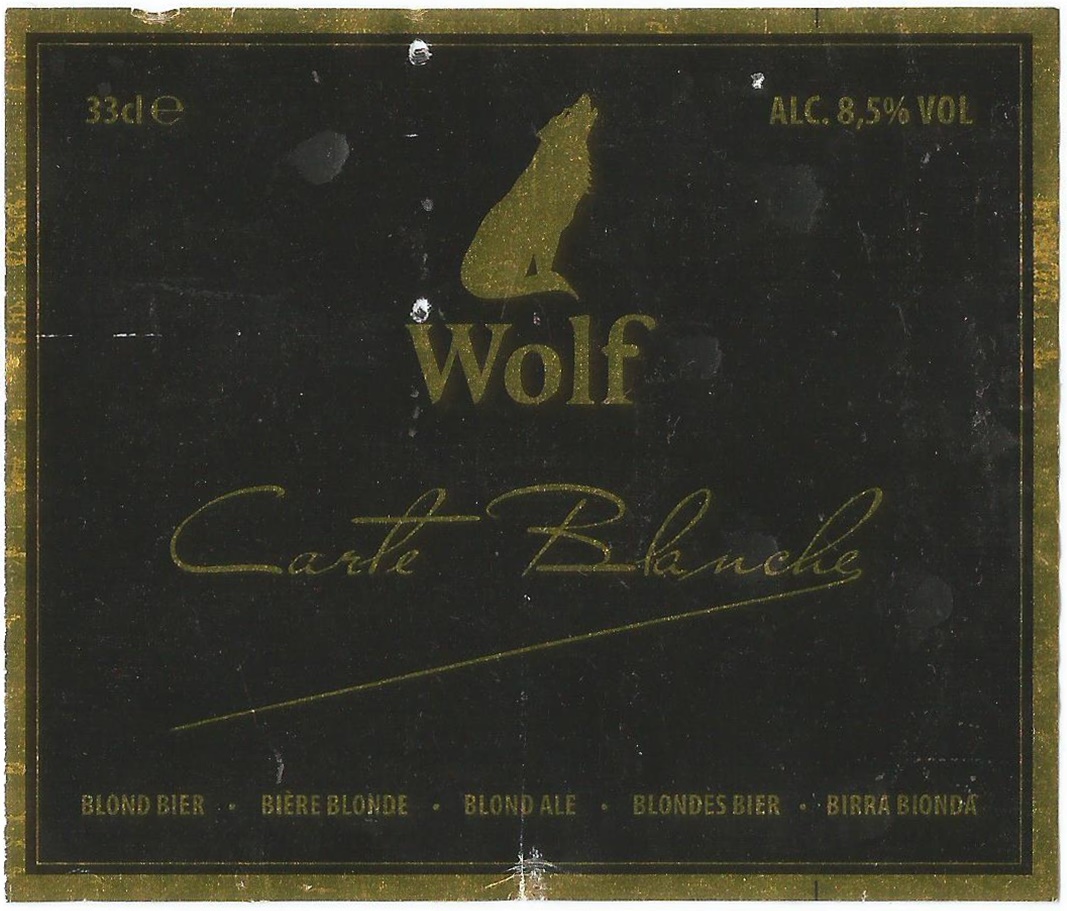 33cl ℮
ALC. 8,5% VOL
Wolf
Carte Blanche
BLOND BIER · BIÈRE BLONDE · BLOND ALE · BLONDES BIER · BIRRA BIONDA